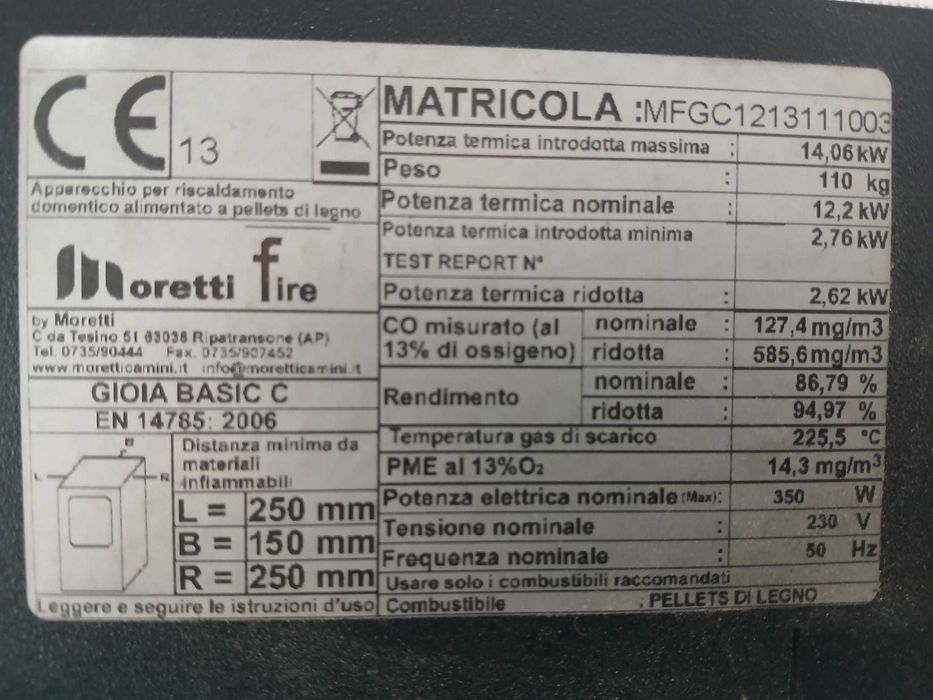 CE 13
Apparecchio per riscaldamento
domentico alimentato a pellets di legno
Moretti fire
by Moretti
C da Tesino 51 63038 Ripatransone (AP)
Tel. 0735/90444 Fax. 0735/907452
www.moretticamini.it info@moretticamini.it
GIOIA BASIC C
EN 14785: 2006
B
L R
Distanza minima da
materiali
infiammabili
L = 250 mm
B = 150 mm
R = 250 mm
Leggere e seguire le istruzioni d'uso
MATRICOLA :MFGC1213111003
Potenza termica introdotta massima : 14,06 kW
Peso : 110 kg
Potenza termica nominale : 12,2 kW
Potenza termica introdotta minima 2,76 kW
TEST REPORT N°
Potenza termica ridotta : 2,62 kW
CO misurato (al
13% di ossigeno)
nominale : 127,4 mg/m3
ridotta : 585,6 mg/m3
Rendimento
nominale : 86,79 %
ridotta : 94,97 %
Temperatura gas di scarico 225,5 °C
PME al 13%O2 14,3 mg/m³
Potenza elettrica nominale (Max): 350 W
Tensione nominale : 230 V
Frequenza nominale : 50 Hz
Usare solo i combustibili raccomandati
Combustibile : PELLETS DI LEGNO